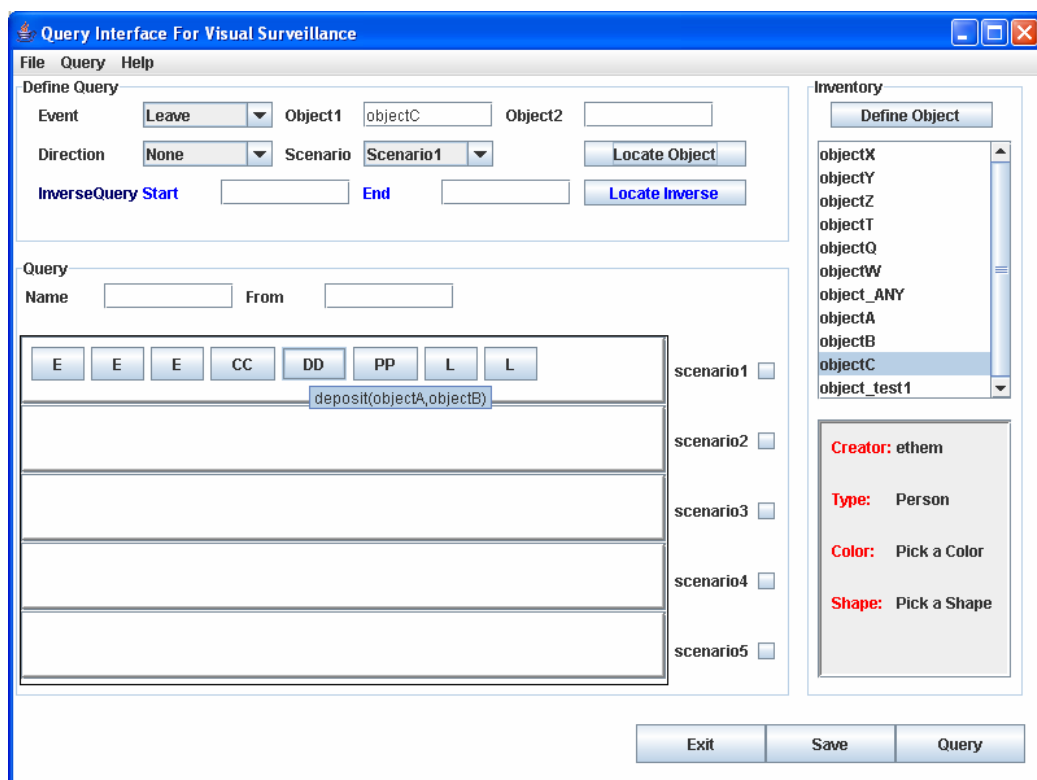 Query Interface For Visual Surveillance
File Query Help
Define Query
Event Leave Object1 objectC Object2
Direction None Scenario Scenario1 Locate Object
InverseQuery Start End Locate Inverse
Query
Name From
E E E CC DD PP L L
deposit(objectA,objectB)
scenario1
scenario2
scenario3
scenario4
scenario5
Inventory
Define Object
objectX
objectY
objectZ
objectT
objectQ
objectW
object_ANY
objectA
objectB
objectC
object_test1
Creator: ethem
Type: Person
Color: Pick a Color
Shape: Pick a Shape
Exit Save Query